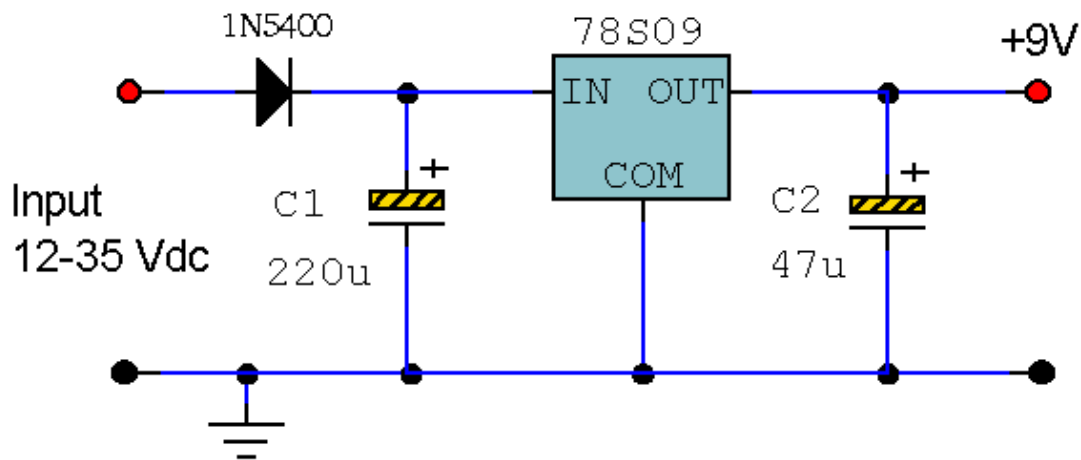 1N5400
78S09
+9V
IN OUT
COM
+
+
Input
12-35 Vdc
C1
220u
C2
47u